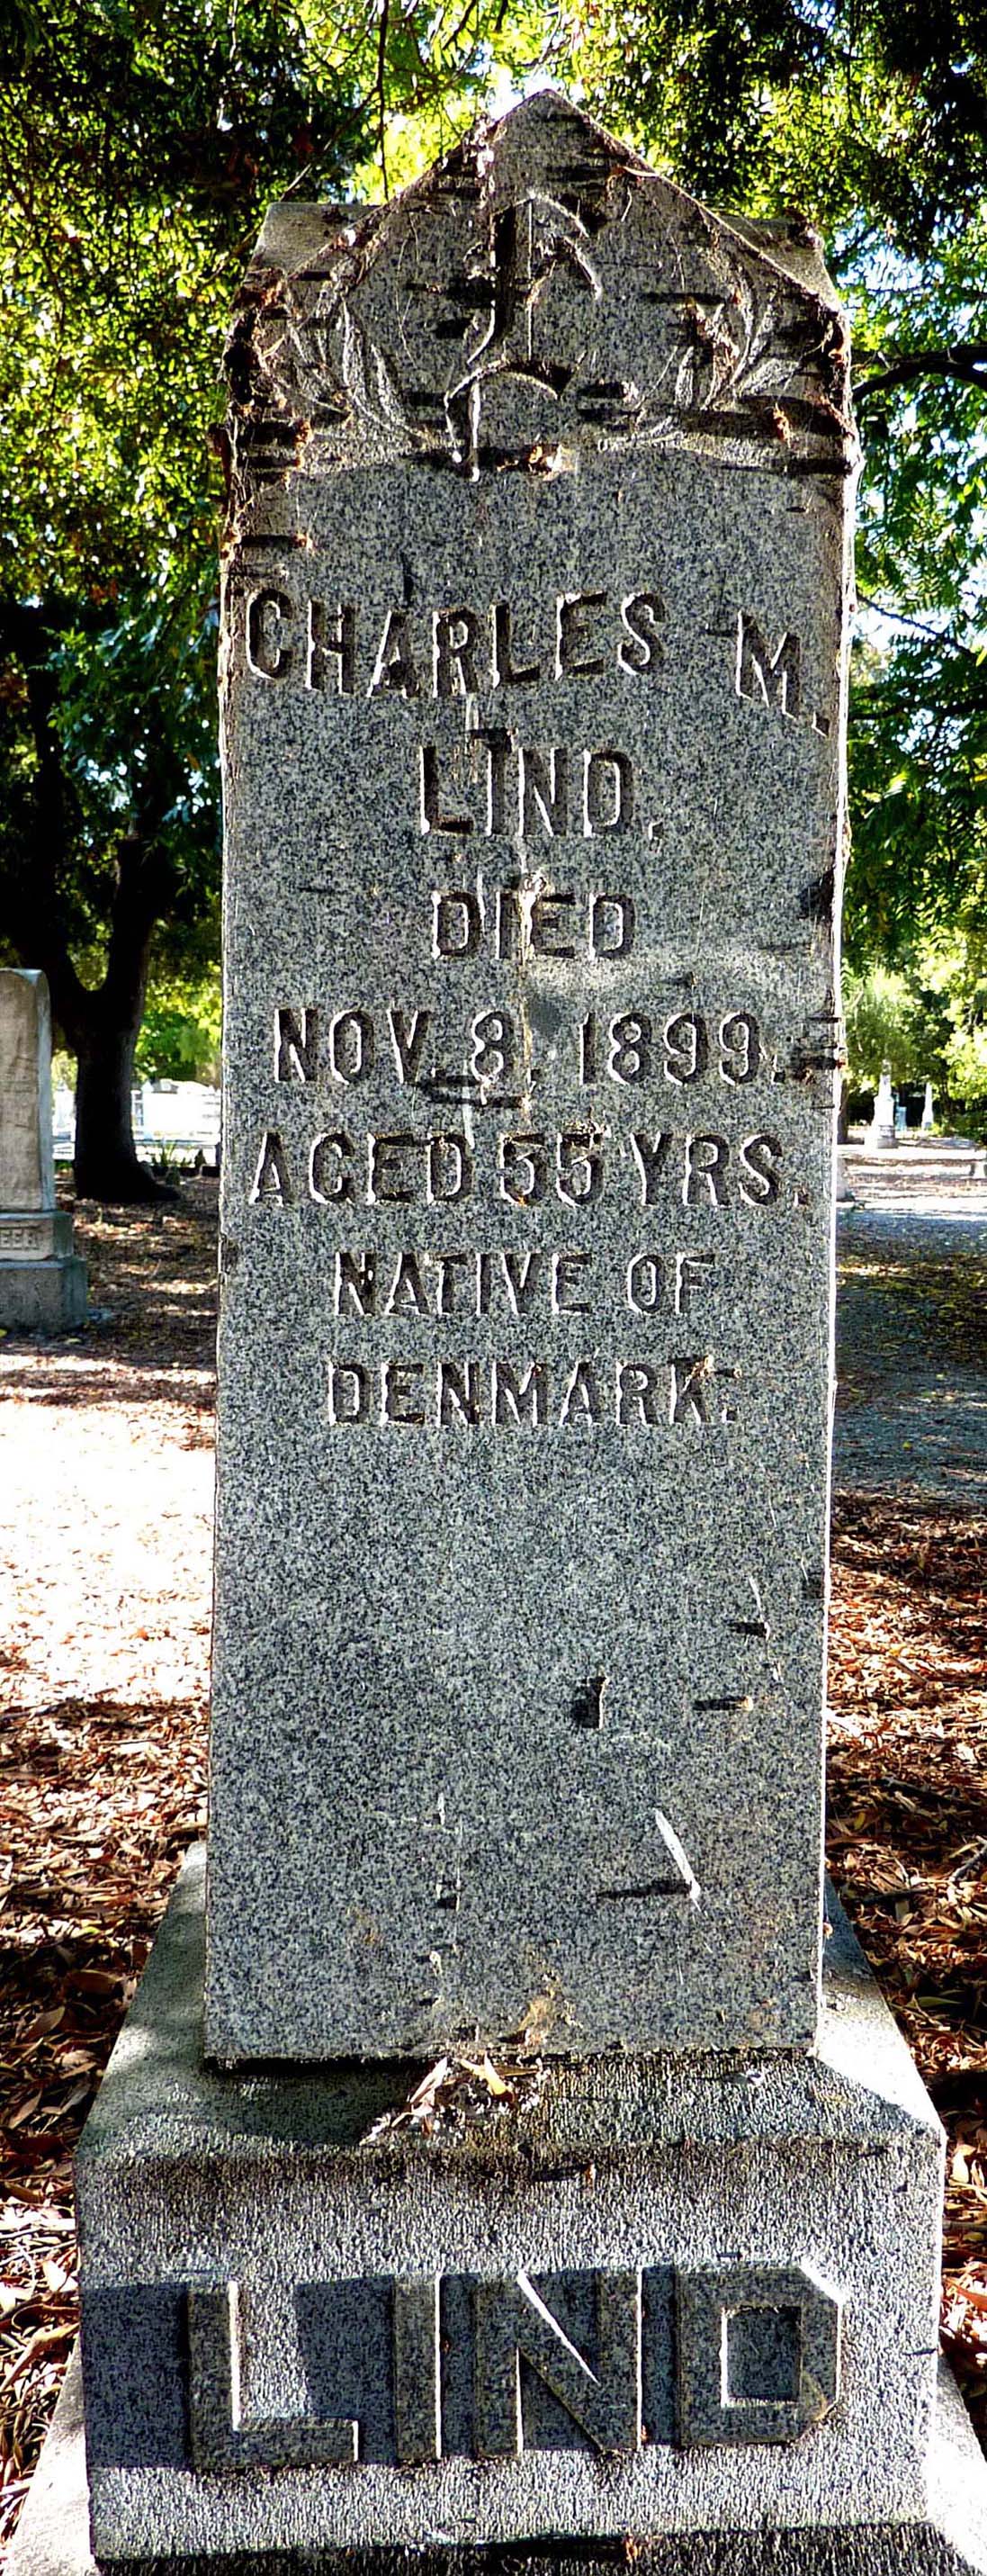 CHARLES M.
LIND,
DIED
NOV. 8, 1899.
AGED 55 YRS.
NATIVE OF
DENMARK.
LIND